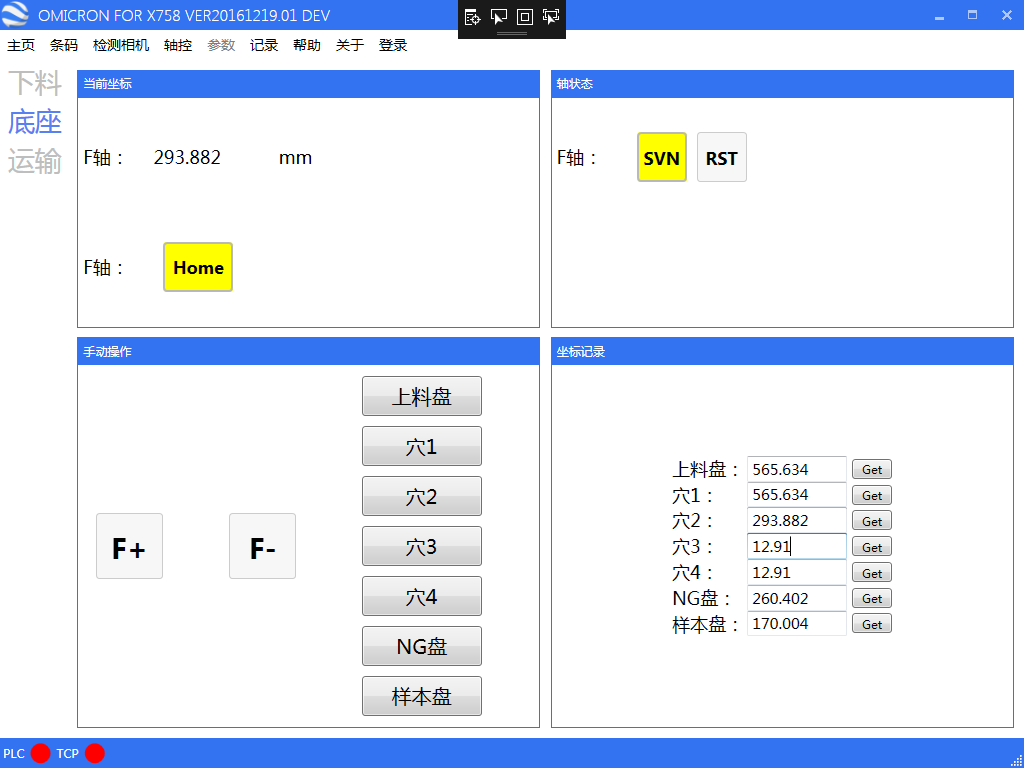 OMICRON FOR X758 VER20161219.01 DEV
主页 条码 检测相机 轴控 参数 记录 帮助 关于 登录
下料
底座
运输
当前坐标
F轴： 293.882 mm
F轴： Home
轴状态
F轴： SVN RST
手动操作
F+ F-
上料盘
穴1
穴2
穴3
穴4
NG盘
样本盘
坐标记录
上料盘： 565.634 Get
穴1： 565.634 Get
穴2： 293.882 Get
穴3： 12.91 Get
穴4： 12.91 Get
NG盘： 260.402 Get
样本盘： 170.004 Get
PLC TCP